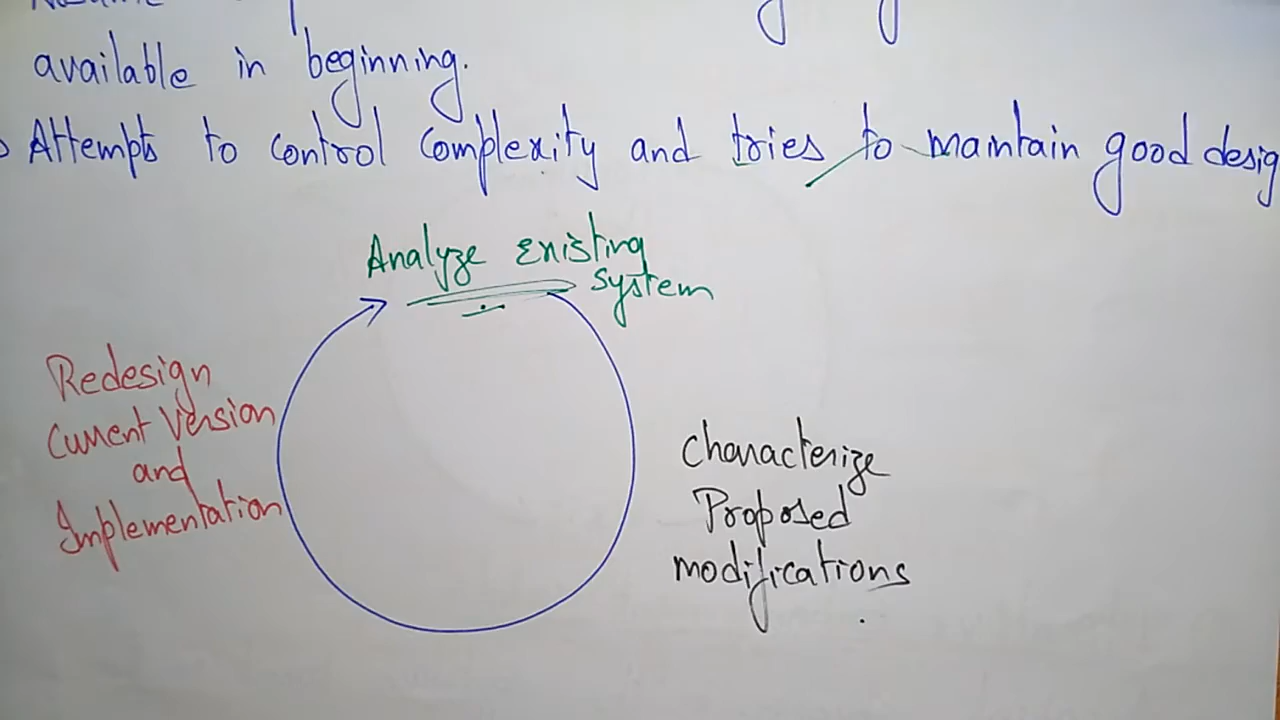 available in beginning.
Attempts to control complexity and tries to maintain good desig
Analyze Existing
system
Redesign
Current Version
and
Implementation
Characterize
Proposed
modifications